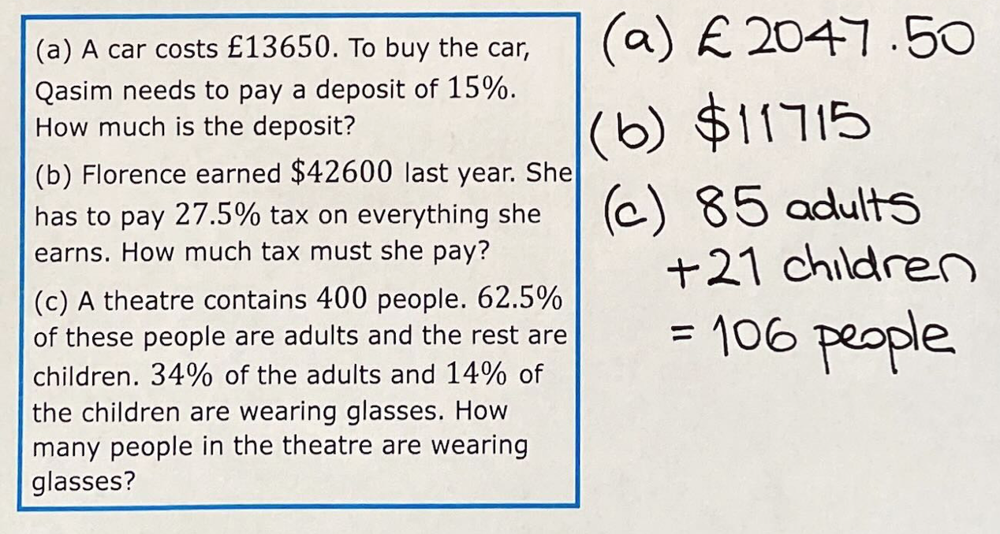 (a) A car costs £13650. To buy the car,
Qasim needs to pay a deposit of 15%.
How much is the deposit?
(b) Florence earned $42600 last year. She
has to pay 27.5% tax on everything she
earns. How much tax must she pay?
(c) A theatre contains 400 people. 62.5%
of these people are adults and the rest are
children. 34% of the adults and 14% of
the children are wearing glasses. How
many people in the theatre are wearing
glasses?
(a) £2047.50
(b) $11715
(c) 85 adults
+21 children
= 106 people